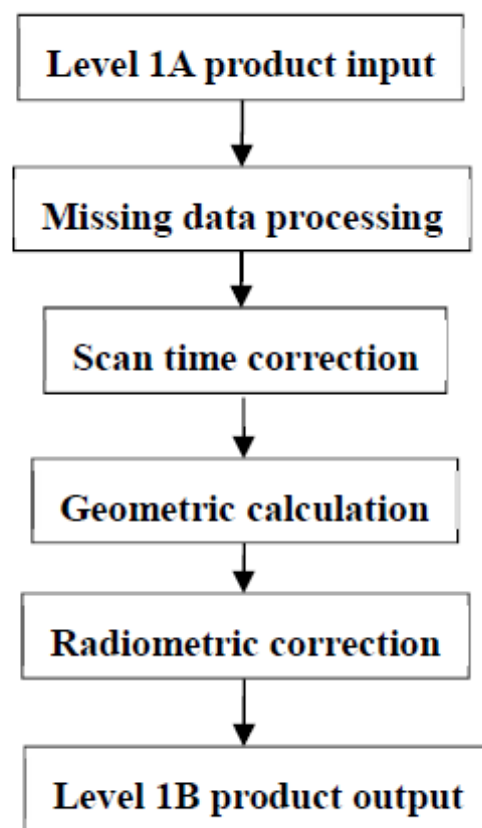 Level 1A product input
Missing data processing
Scan time correction
Geometric calculation
Radiometric correction
Level 1B product output